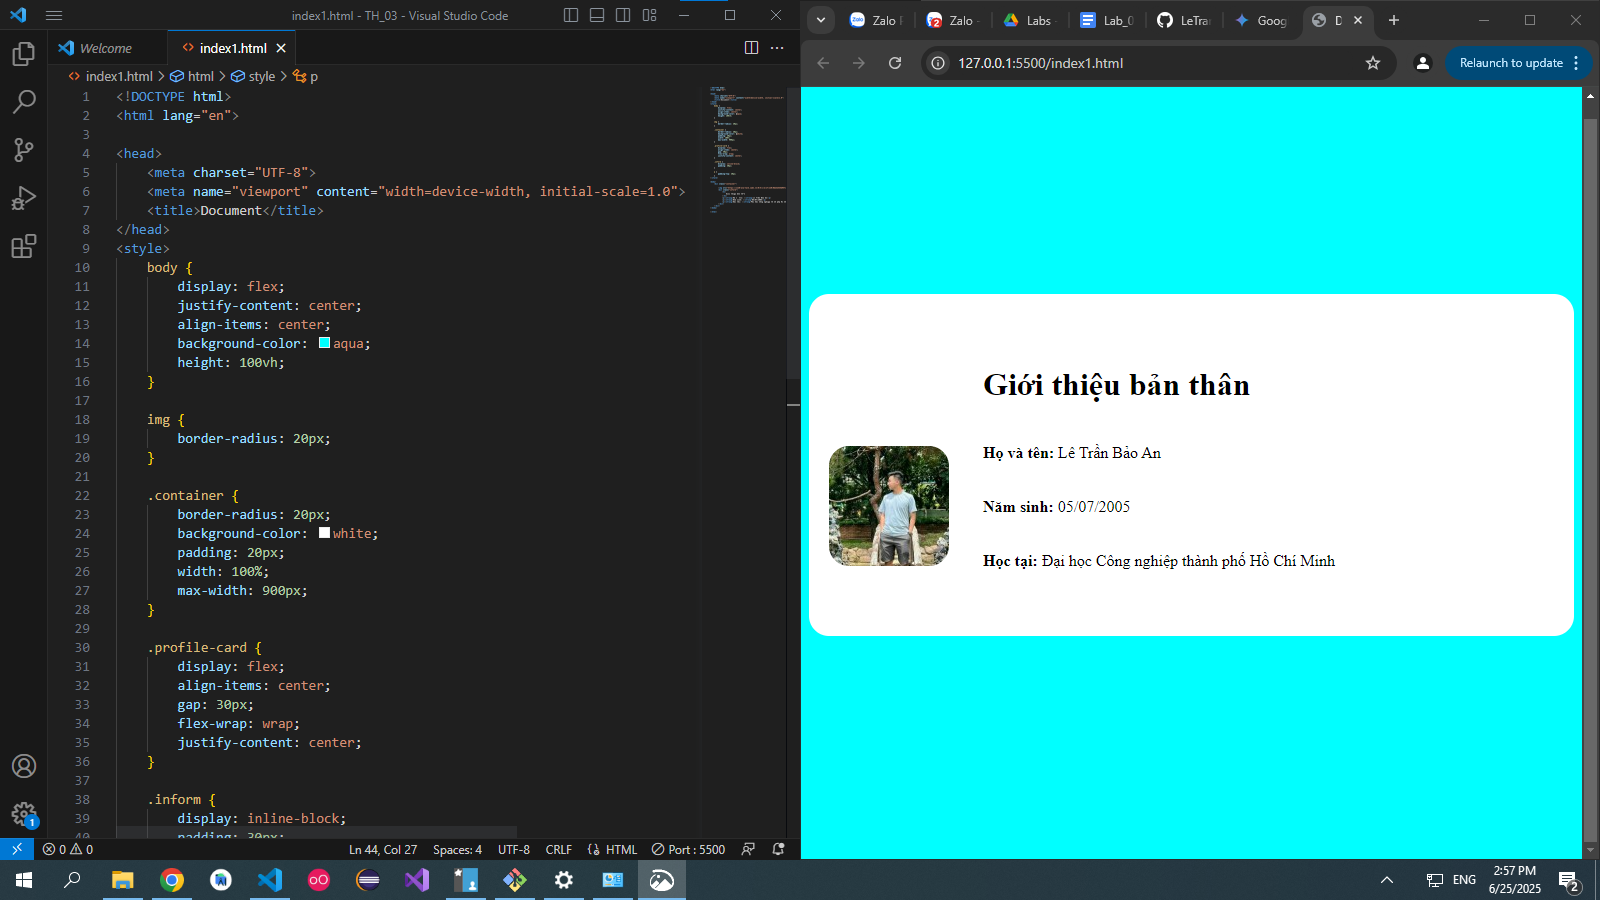 index1.html - TH_03 - Visual Studio Code
Welcome
index1.html
index1.html > html > style > p
1 <!DOCTYPE html>
2 <html lang="en">
3
4 <head>
5 <meta charset="UTF-8">
6 <meta name="viewport" content="width=device-width, initial-scale=1.0">
7 <title>Document</title>
8 </head>
9 <style>
10 body {
11 display: flex;
12 justify-content: center;
13 align-items: center;
14 background-color: aqua;
15 height: 100vh;
16 }
17
18 img {
19 border-radius: 20px;
20 }
21
22 .container {
23 border-radius: 20px;
24 background-color: white;
25 padding: 20px;
26 width: 100%;
27 max-width: 900px;
28 }
29
30 .profile-card {
31 display: flex;
32 align-items: center;
33 gap: 30px;
34 flex-wrap: wrap;
35 justify-content: center;
36 }
37
38 .inform {
39 display: inline-block;
40 padding: 30px;
0 0 Ln 44, Col 27 Spaces: 4 UTF-8 CRLF HTML Port : 5500
1
Zalo Zalo - Labs - Lab_0 LeTra Goog D
127.0.0.1:5500/index1.html
Relaunch to update
Giới thiệu bản thân
Họ và tên: Lê Trần Bảo An
Năm sinh: 05/07/2005
Học tại: Đại học Công nghiệp thành phố Hồ Chí Minh
ENG
2:57 PM
6/25/2025
2